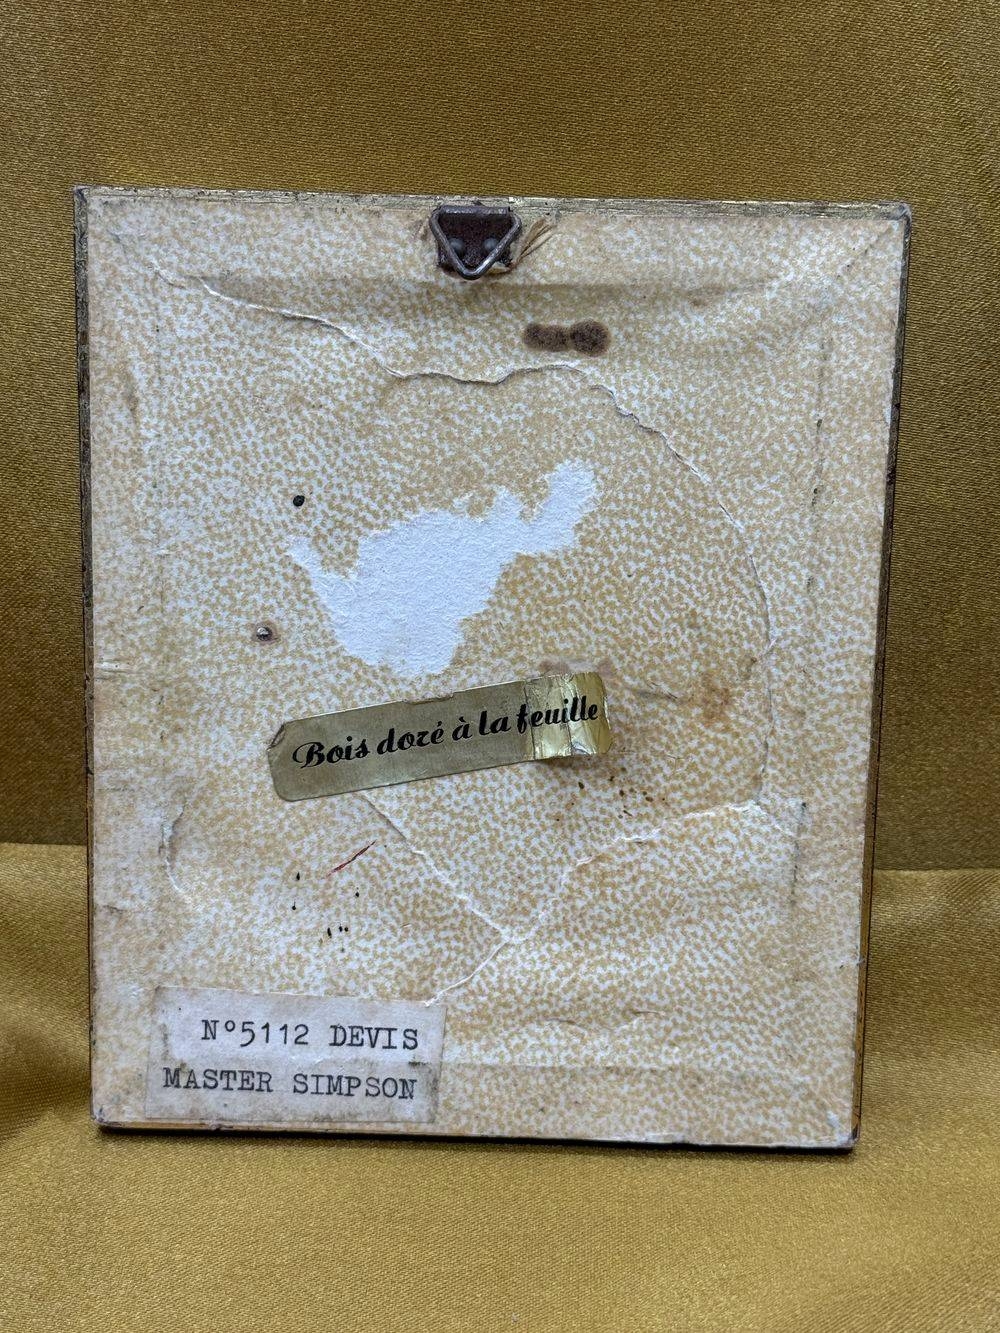 Bois doré à la feuille
N°5112 DEVIS
MASTER SIMPSON